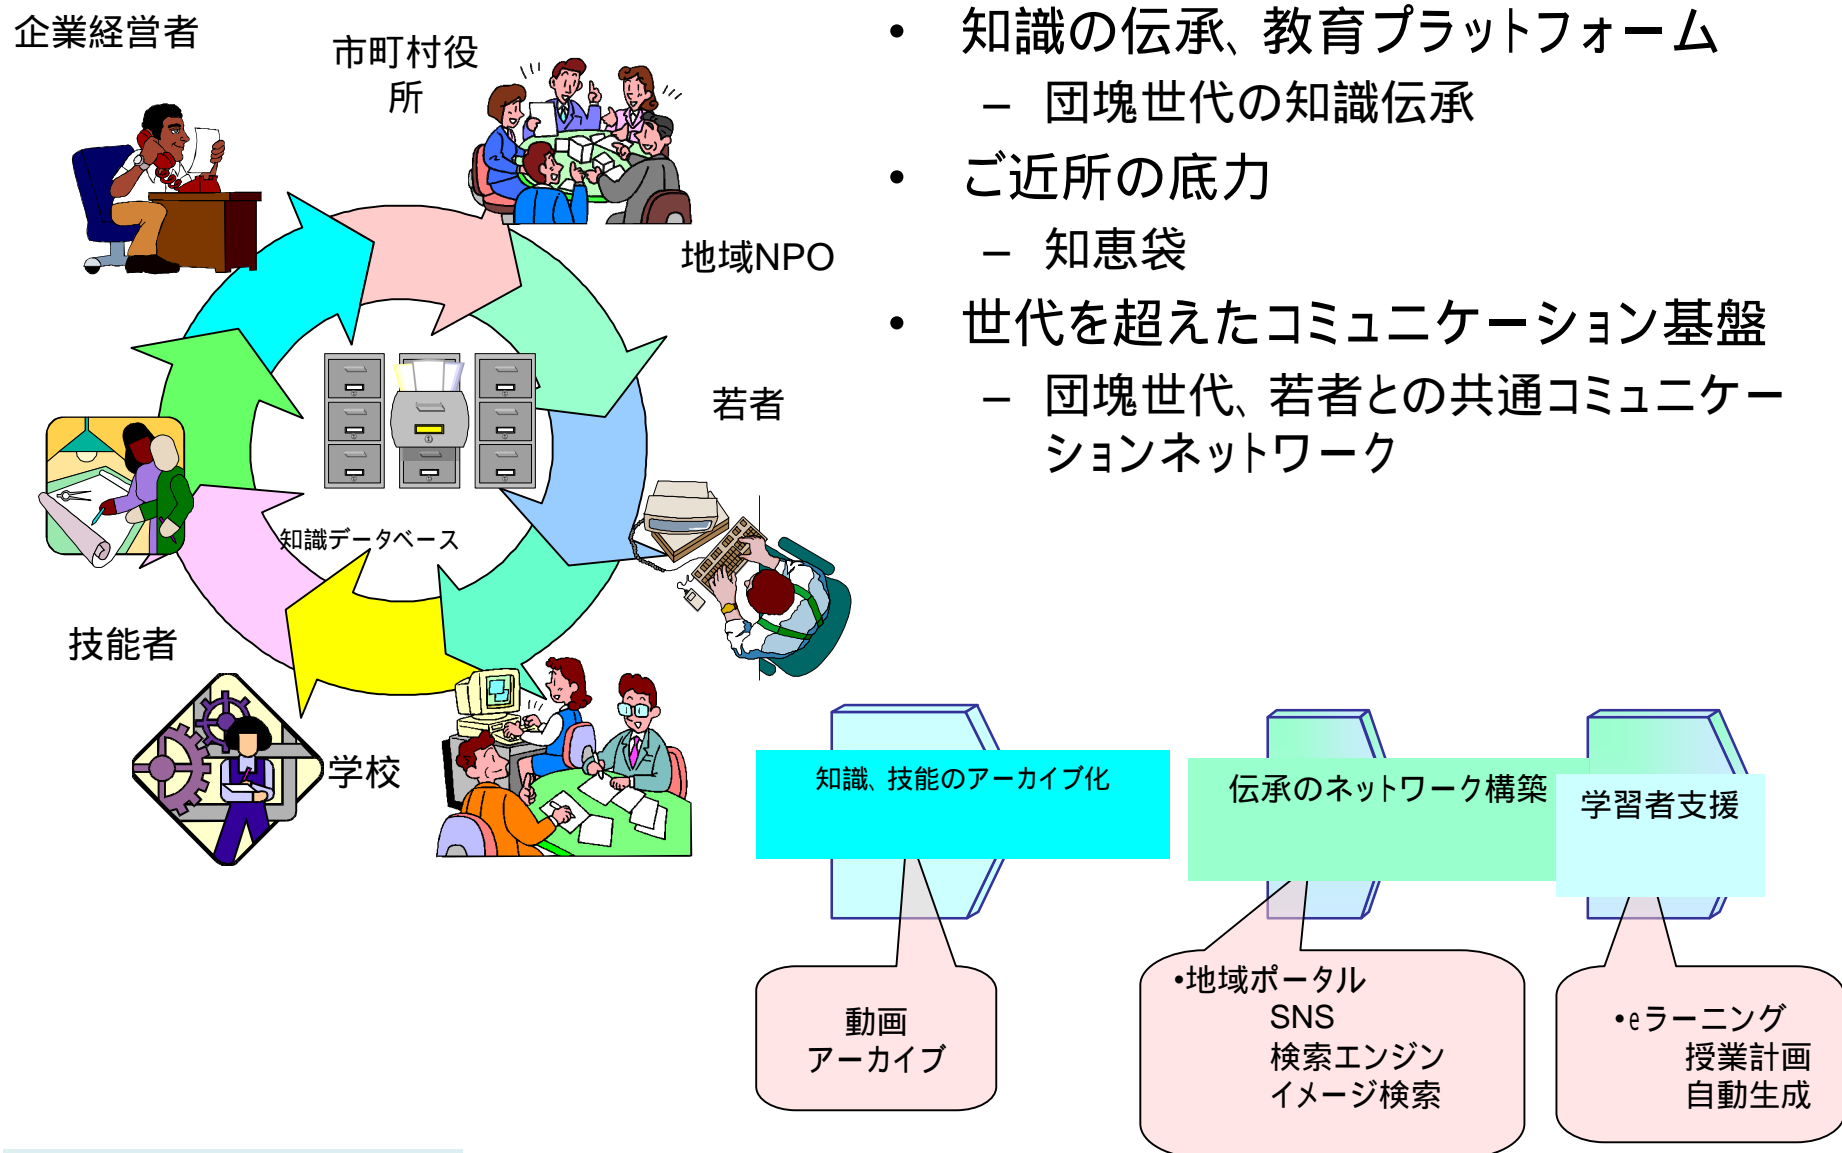 企業経営者
市町村役
所
地域NPO
若者
知識データベース
技能者
学校
• 知識の伝承、教育プラットフォーム
– 団塊世代の知識伝承
• ご近所の底力
– 知恵袋
• 世代を超えたコミュニケーション基盤
– 団塊世代、若者との共通コミュニケー
ションネットワーク
知識、技能のアーカイブ化
伝承のネットワーク構築
学習者支援
動画
アーカイブ
•地域ポータル
SNS
検索エンジン
イメージ検索
•eラーニング
授業計画
自動生成